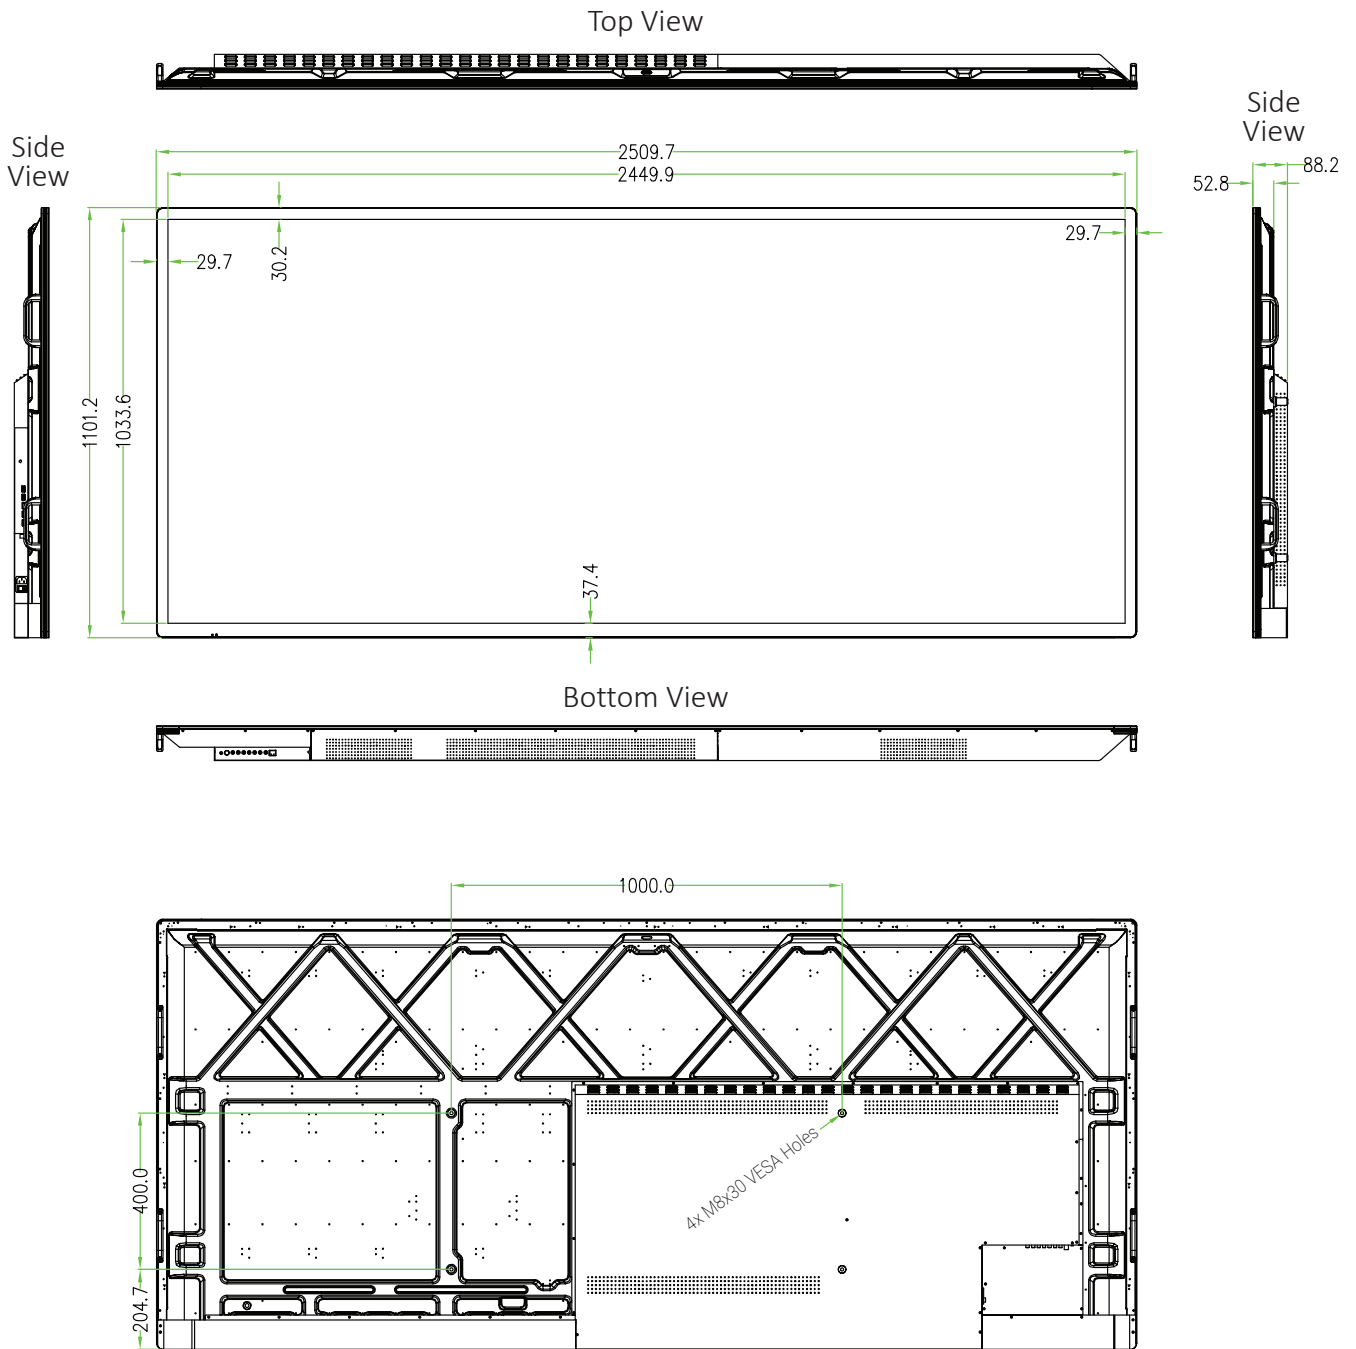 Top View
Side
View
Side
View
2509.7
2449.9
88.2
52.8
29.7
30.2
29.7
1101.2
1033.6
37.4
Bottom View
1000.0
4x M8x30 VESA Holes
400.0
204.7